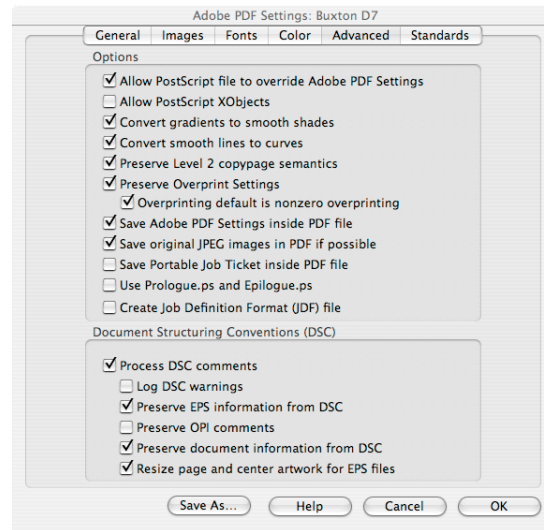 Adobe PDF Settings: Buxton D7
General Images Fonts Color Advanced Standards
Options
Allow PostScript file to override Adobe PDF Settings
Allow PostScript XObjects
Convert gradients to smooth shades
Convert smooth lines to curves
Preserve Level 2 copypage semantics
Preserve Overprint Settings
Overprinting default is nonzero overprinting
Save Adobe PDF Settings inside PDF file
Save original JPEG images in PDF if possible
Save Portable Job Ticket inside PDF file
Use Prologue.ps and Epilogue.ps
Create Job Definition Format (JDF) file
Document Structuring Conventions (DSC)
Process DSC comments
Log DSC warnings
Preserve EPS information from DSC
Preserve OPI comments
Preserve document information from DSC
Resize page and center artwork for EPS files
Save As... Help Cancel OK